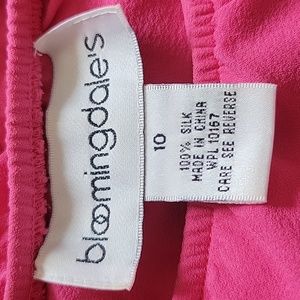 bloomingdale's
10
100% SILK
MADE IN CHINA
WPL 10167
CARE SEE REVERSE